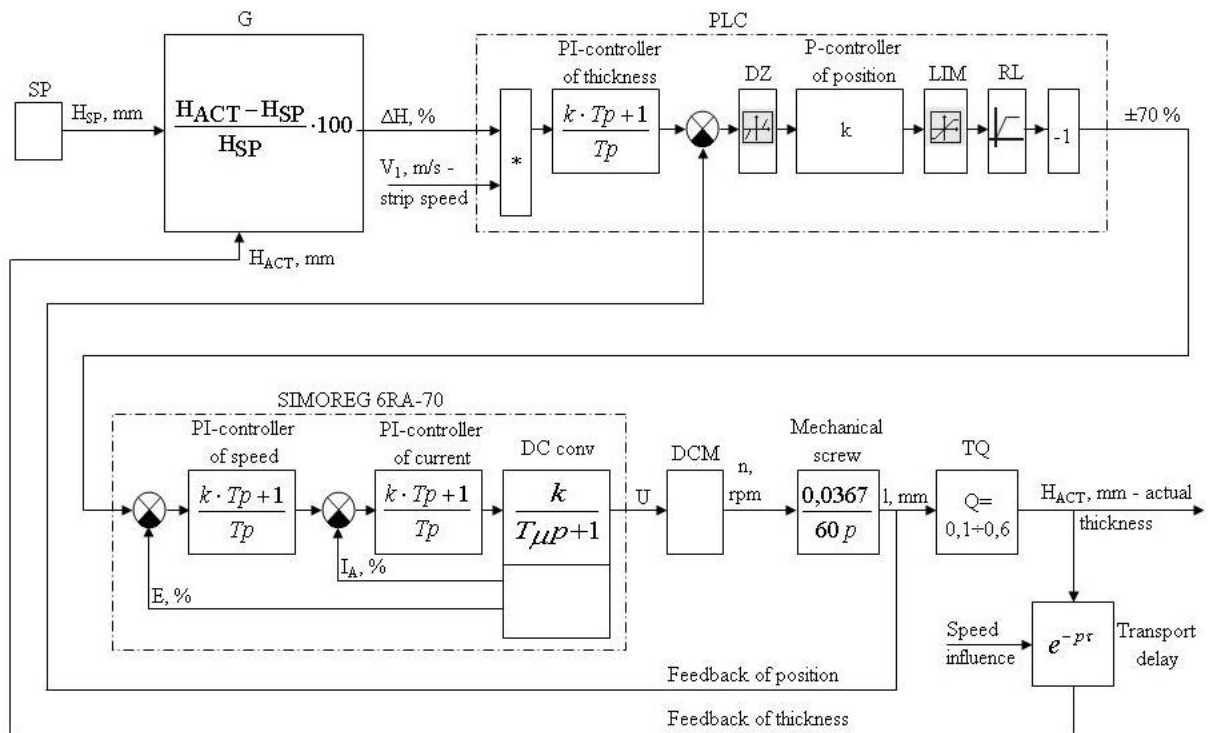 G
PLC
SP
H_SP, mm
H_ACT − H_SP
H_SP
·100
ΔH, %
V_1, m/s -
strip speed
H_ACT, mm
*
PI-controller
of thickness
k · Tp + 1
Tp
DZ
P-controller
of position
k
LIM
RL
-1
±70 %
SIMOREG 6RA-70
PI-controller
of speed
k · Tp + 1
Tp
PI-controller
of current
k · Tp + 1
Tp
DC conv
k
Tμp+1
I_A, %
E, %
U
DCM
n,
rpm
Mechanical
screw
0,0367
60 p
l, mm
TQ
Q=
0,1÷0,6
H_ACT, mm - actual
thickness
Speed
influence
e^−pτ
Transport
delay
Feedback of position
Feedback of thickness